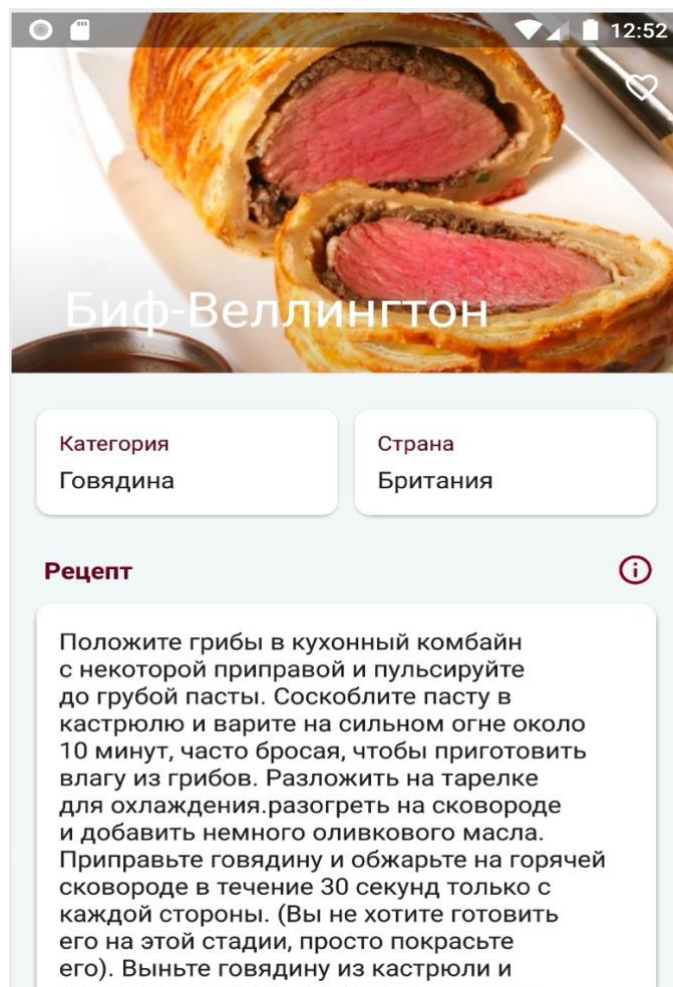 12:52
Биф-Веллингтон
Категория
Говядина
Страна
Британия
Рецепт
Положите грибы в кухонный комбайн
с некоторой приправой и пульсируйте
до грубой пасты. Соскоблите пасту в
кастрюлю и варите на сильном огне около
10 минут, часто бросая, чтобы приготовить
влагу из грибов. Разложить на тарелке
для охлаждения.разогреть на сковороде
и добавить немного оливкового масла.
Приправьте говядину и обжарьте на горячей
сковороде в течение 30 секунд только с
каждой стороны. (Вы не хотите готовить
его на этой стадии, просто покрасьте
его). Выньте говядину из кастрюли и